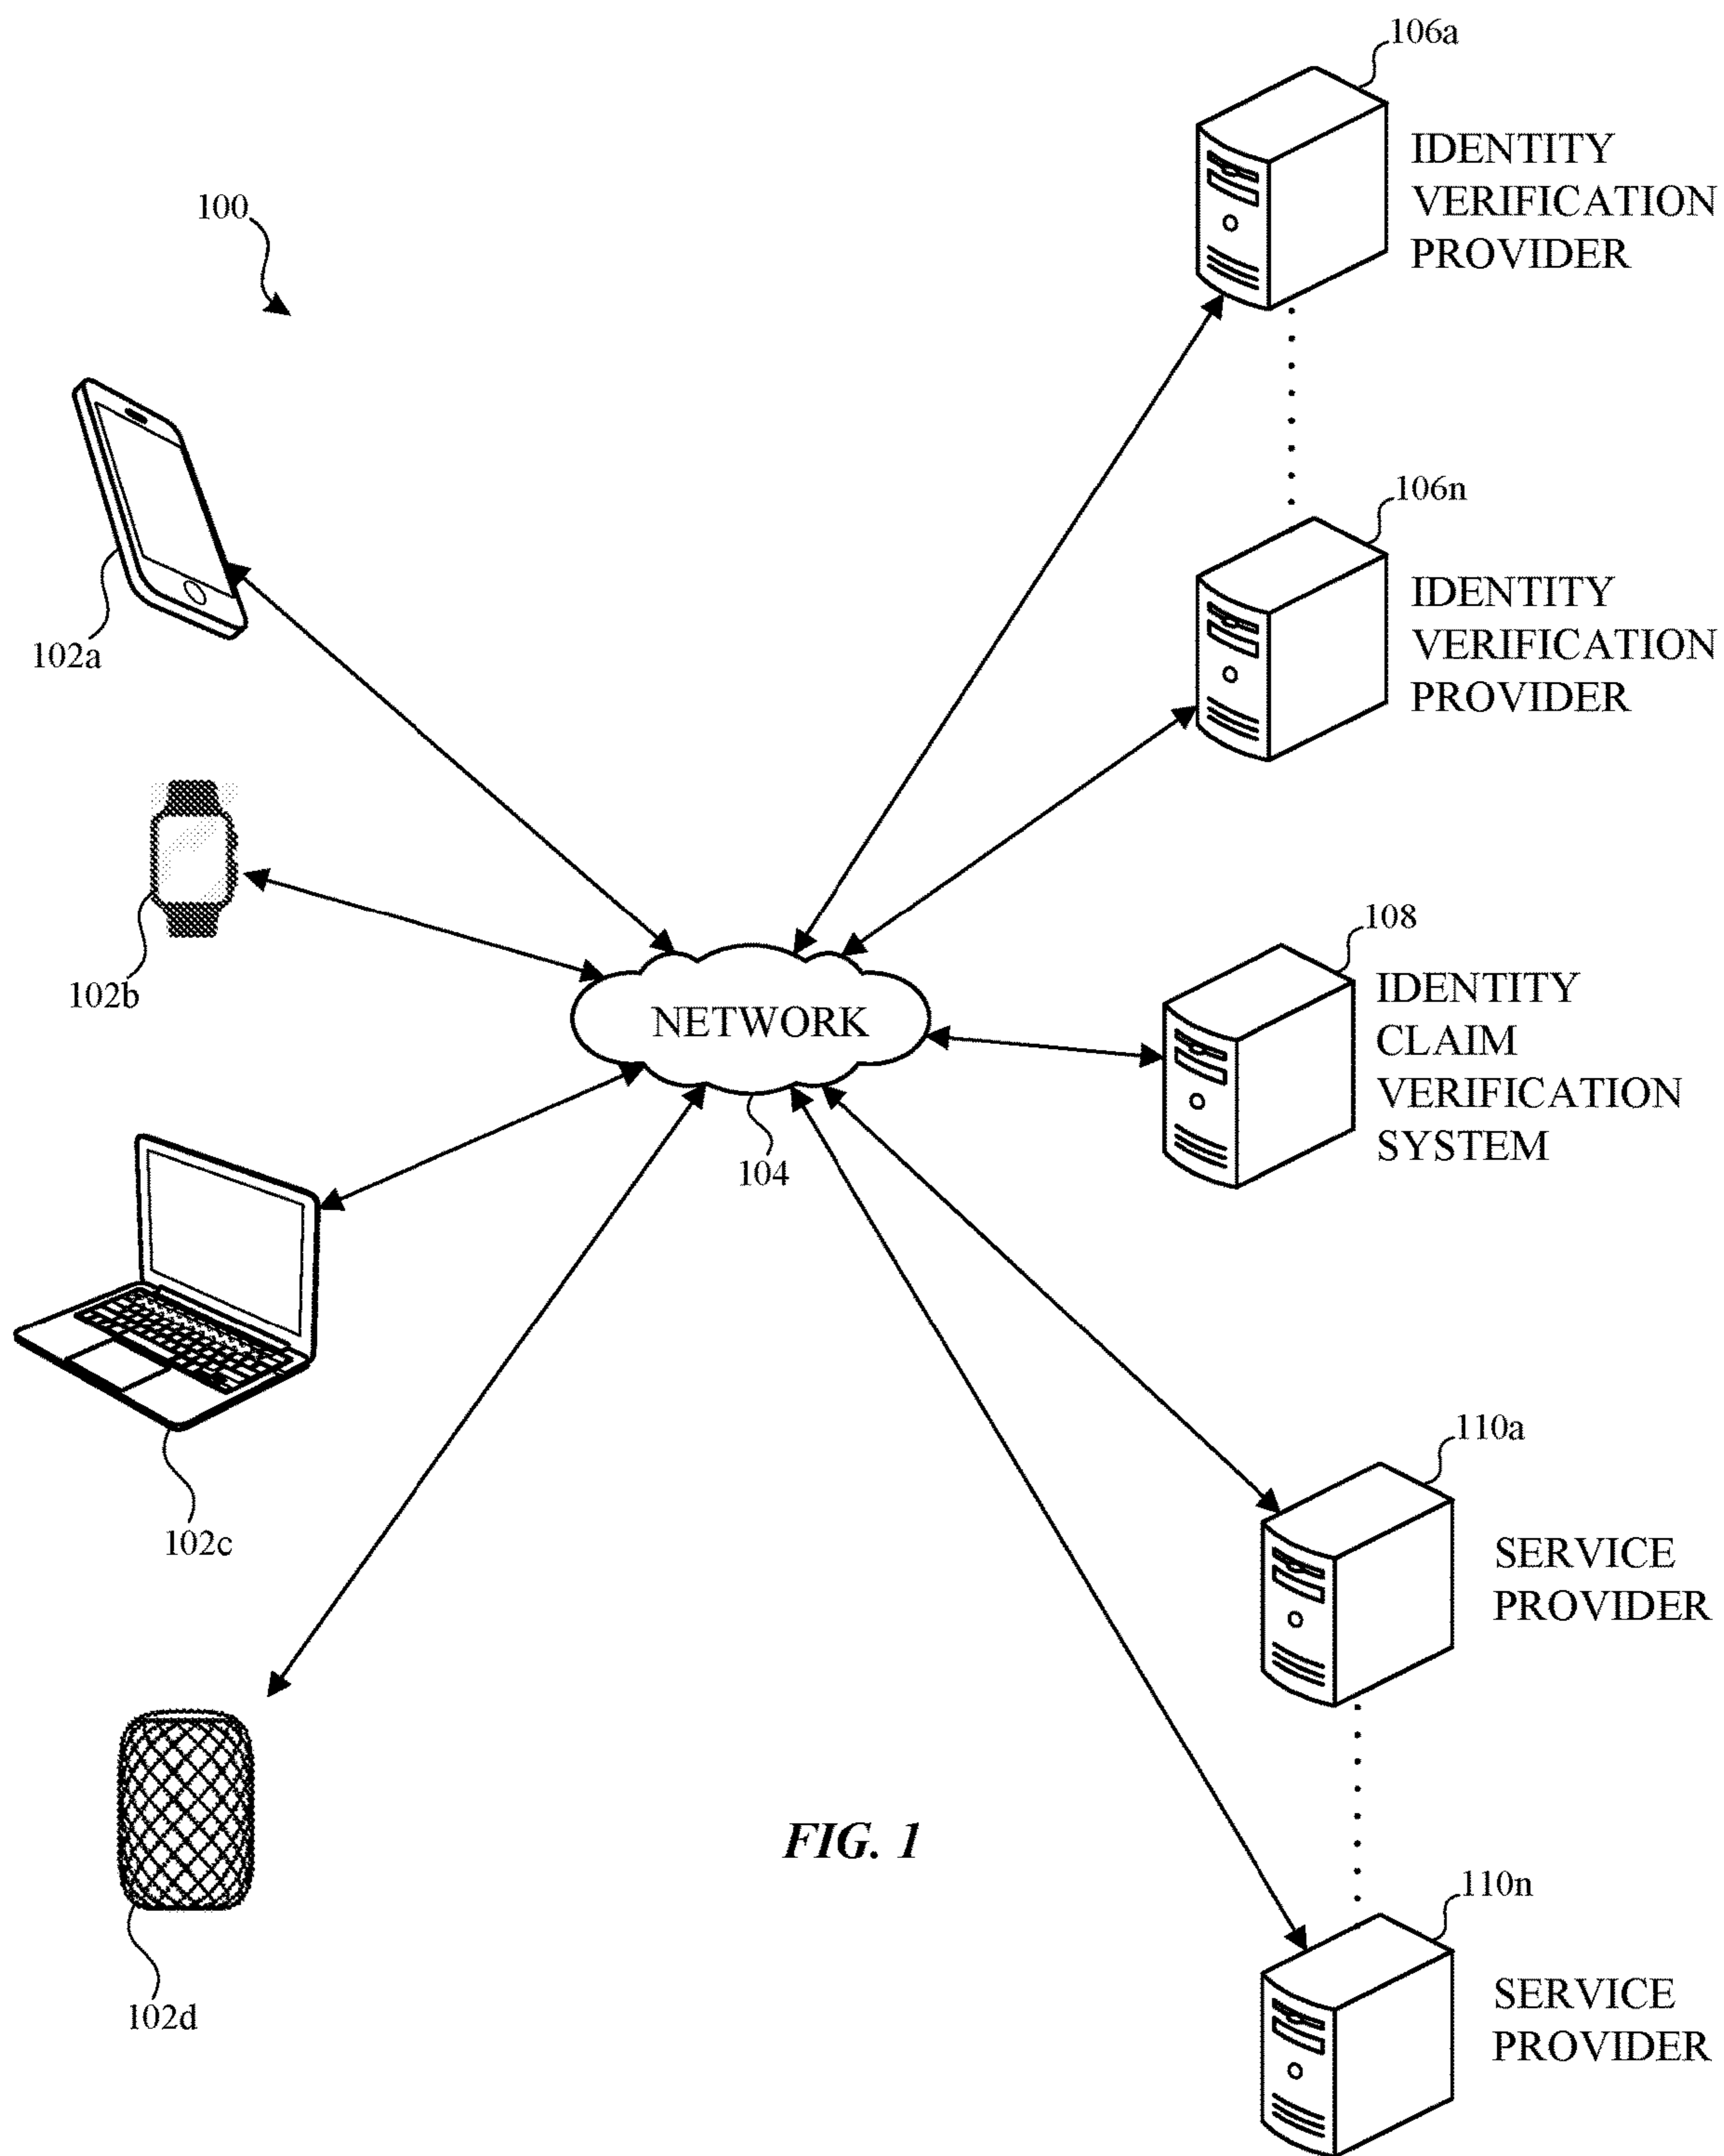 106a
IDENTITY
VERIFICATION
PROVIDER
100
106n
IDENTITY
VERIFICATION
PROVIDER
102a
102b
108
IDENTITY
CLAIM
VERIFICATION
SYSTEM
NETWORK
104
102c
110a
SERVICE
PROVIDER
102d
FIG. 1
110n
SERVICE
PROVIDER